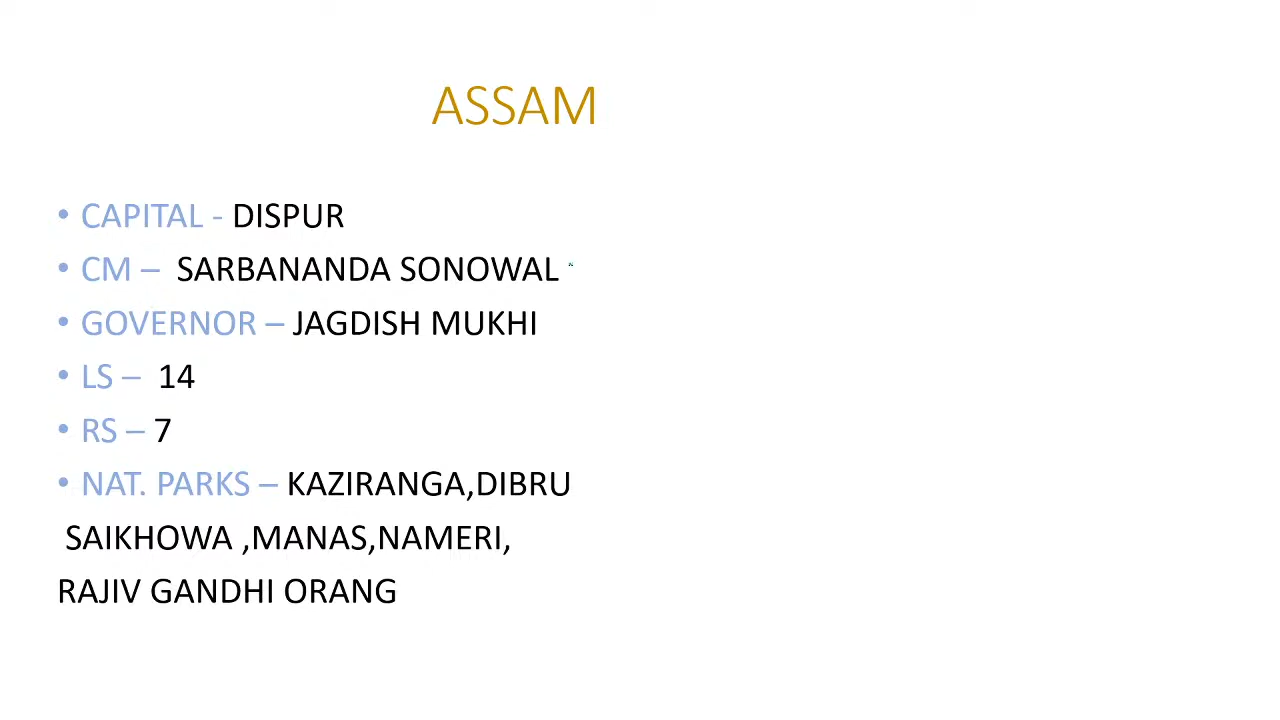 ASSAM
• CAPITAL - DISPUR
• CM – SARBANANDA SONOWAL
• GOVERNOR – JAGDISH MUKHI
• LS – 14
• RS – 7
• NAT. PARKS – KAZIRANGA,DIBRU
SAIKHOWA ,MANAS,NAMERI,
RAJIV GANDHI ORANG